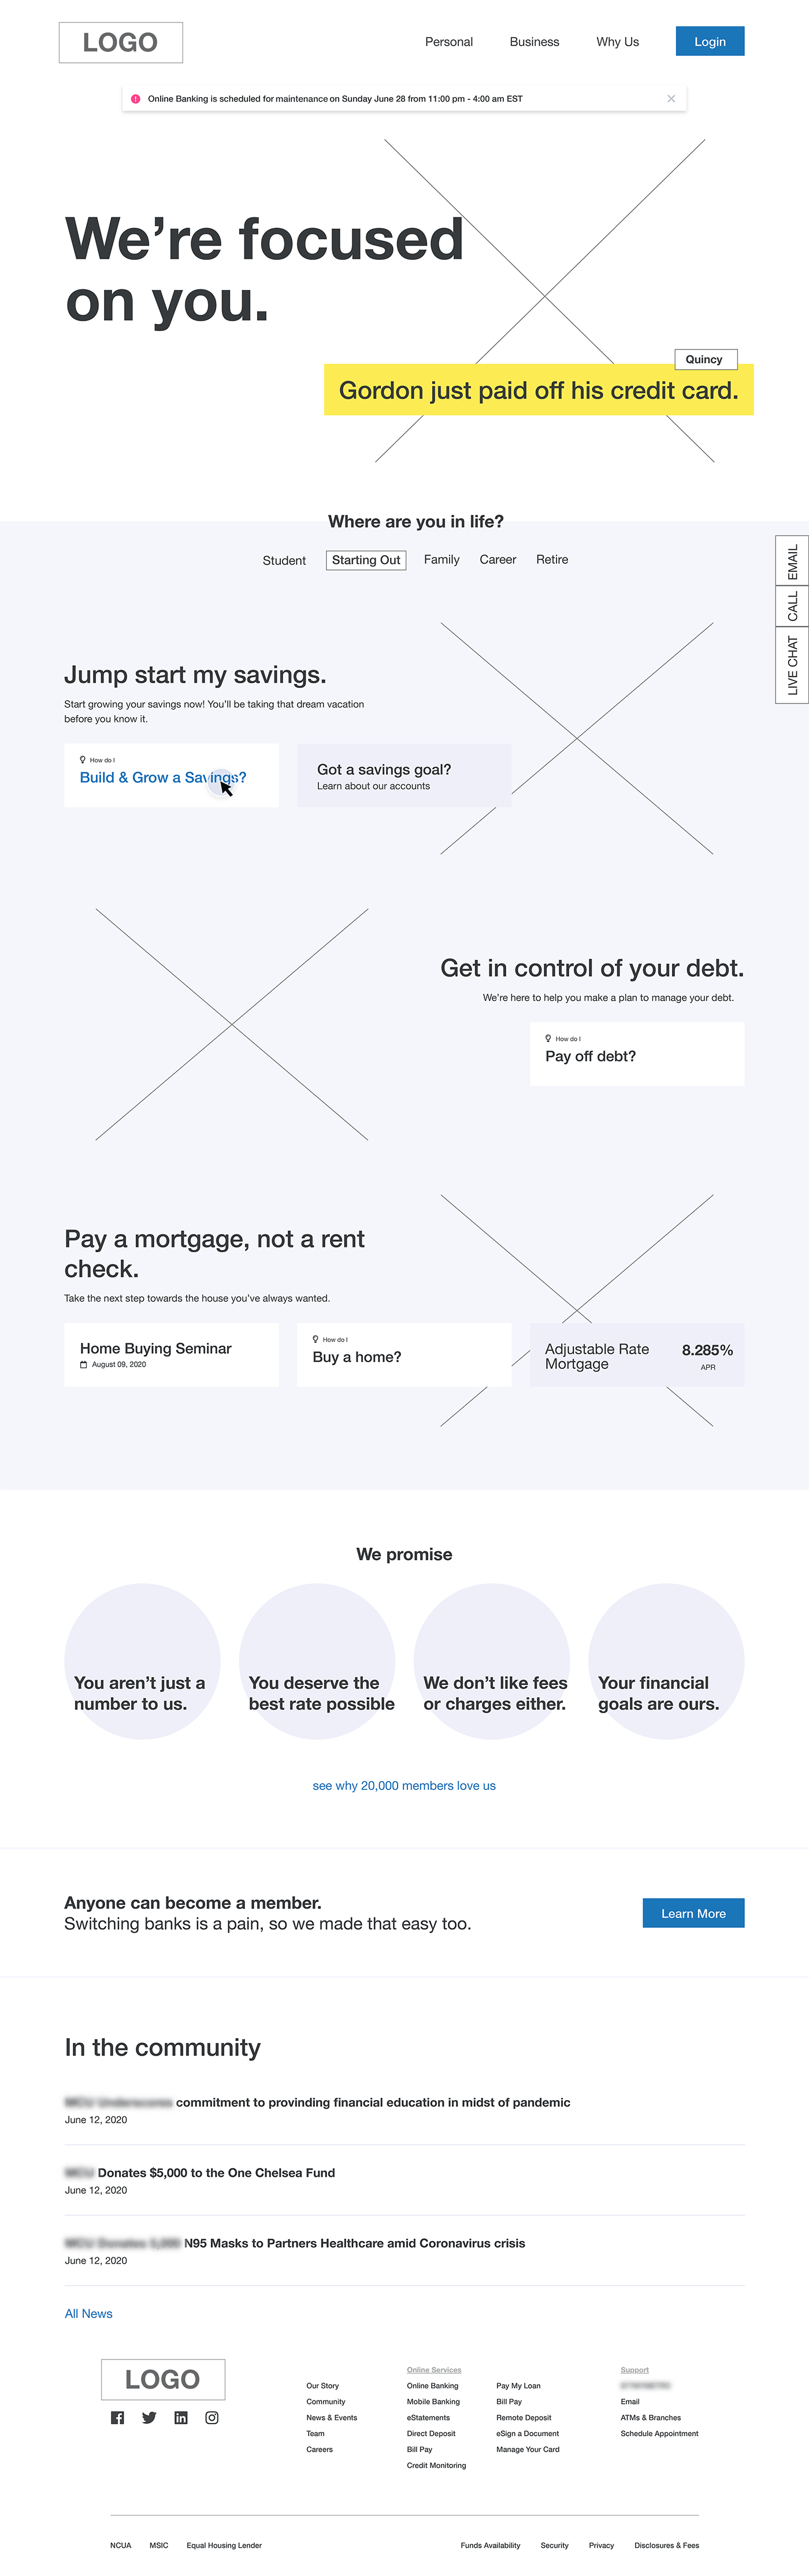 LOGO
Personal
Business
Why Us
Login
Online Banking is scheduled for maintenance on Sunday June 28 from 11:00 pm - 4:00 am EST
We're focused
on you.
Quincy
Gordon just paid off his credit card.
Where are you in life?
Student
Starting Out
Family
Career
Retire
EMAIL
CALL
LIVE CHAT
Jump start my savings.
Start growing your savings now! You'll be taking that dream vacation
before you know it.
How do I
Build & Grow a Savings?
Got a savings goal?
Learn about our accounts
Get in control of your debt.
We're here to help you make a plan to manage your debt.
How do I
Pay off debt?
Pay a mortgage, not a rent
check.
Take the next step towards the house you've always wanted.
Home Buying Seminar
August 09, 2020
How do I
Buy a home?
Adjustable Rate
Mortgage
8.285%
APR
We promise
You aren't just a
number to us.
You deserve the
best rate possible
We don't like fees
or charges either.
Your financial
goals are ours.
see why 20,000 members love us
Anyone can become a member.
Switching banks is a pain, so we made that easy too.
Learn More
In the community
commitment to provinding financial education in midst of pandemic
June 12, 2020
Donates $5,000 to the One Chelsea Fund
June 12, 2020
N95 Masks to Partners Healthcare amid Coronavirus crisis
June 12, 2020
All News
LOGO
Our Story
Community
News & Events
Team
Careers
Online Services
Online Banking
Mobile Banking
eStatements
Direct Deposit
Bill Pay
Credit Monitoring
Pay My Loan
Bill Pay
Remote Deposit
eSign a Document
Manage Your Card
Support
Email
ATMs & Branches
Schedule Appointment
NCUA
MSIC
Equal Housing Lender
Funds Availability
Security
Privacy
Disclosures & Fees